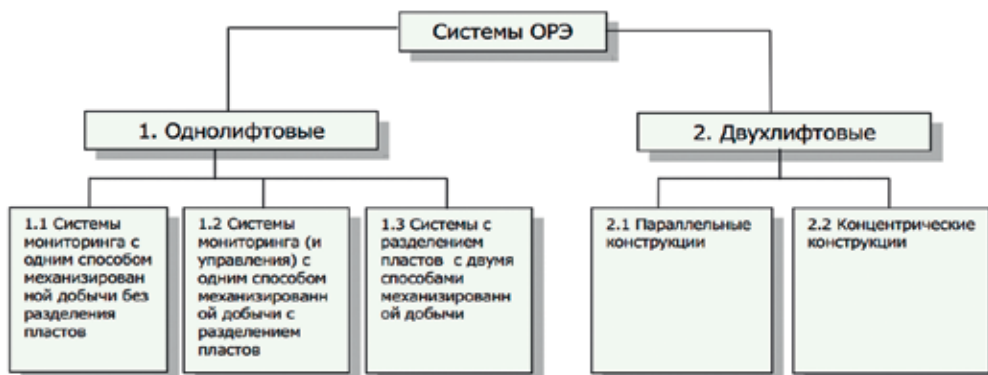 Системы ОРЭ
1. Однолифтовые
2. Двухлифтовые
1.1 Системы
мониторинга с
одним способом
механизирован
ной добычи без
разделения
пластов
1.2 Системы
мониторинга (и
управления) с
одним способом
механизированн
ой добычи с
разделением
пластов
1.3 Системы с
разделением
пластов с двумя
способами
механизированн
ой добычи
2.1 Параллельные
конструкции
2.2 Концентрические
конструкции